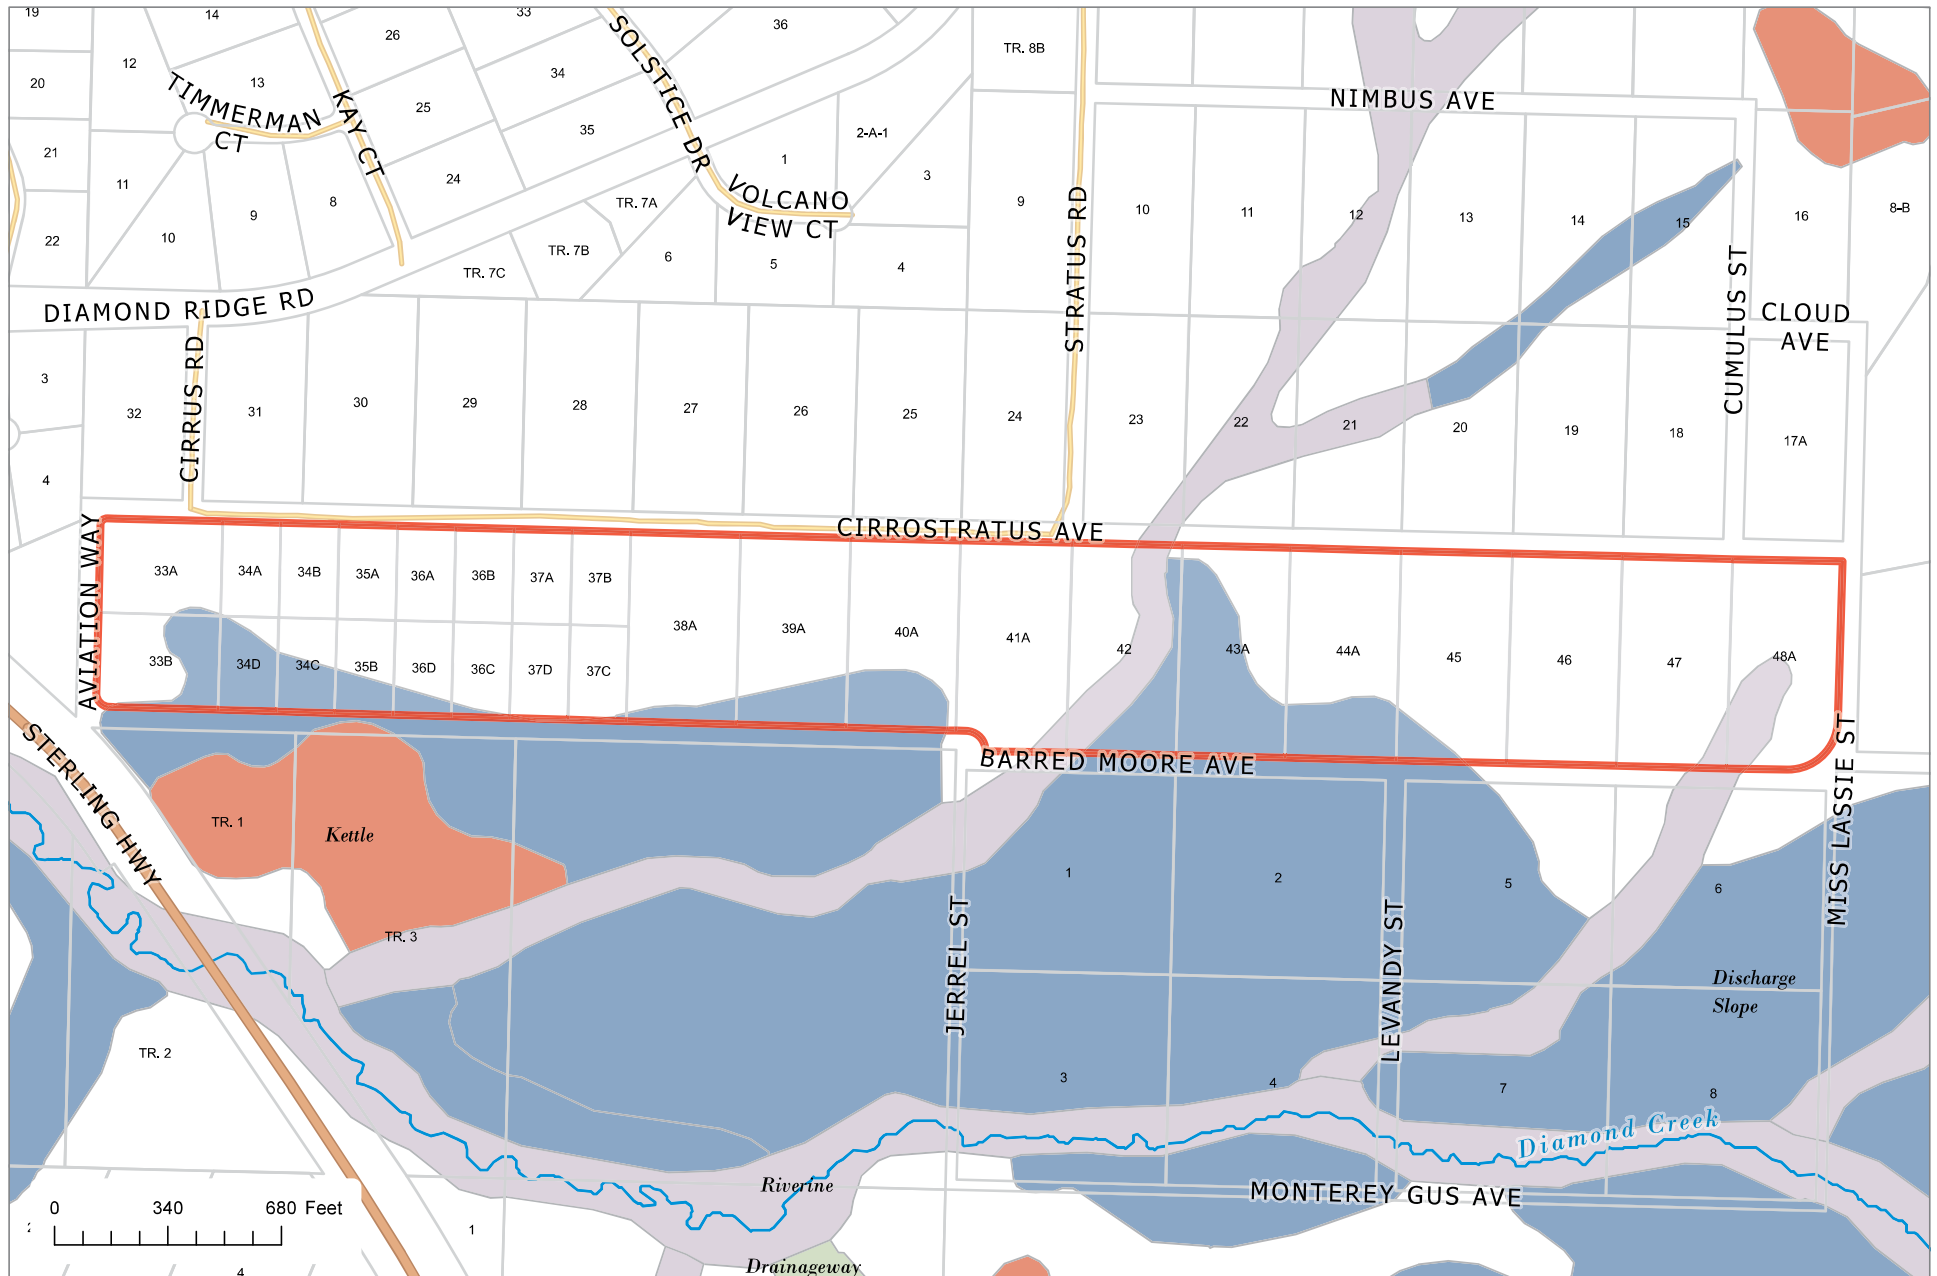 19
14
33
36
26
TR. 8B
12
20
13
34
NIMBUS AVE
SOLSTICE DR
TIMMERMAN
CT
KAY CT
25
35
2-A-1
21
1
11
24
3
VOLCANO
VIEW CT
8
9
TR. 7A
9
STRATUS RD
10
11
12
13
14
15
16
8-B
22
10
TR. 7B
6
5
4
TR. 7C
DIAMOND RIDGE RD
CLOUD
AVE
CUMULUS ST
CIRRUS RD
3
32
31
30
29
28
27
26
25
24
23
22
21
20
19
18
17A
4
CIRROSTRATUS AVE
AVIATION WAY
33A
34A
34B
35A
36A
36B
37A
37B
38A
39A
40A
41A
42
43A
44A
45
46
47
48A
33B
34D
34C
35B
36D
36C
37D
37C
STERLING HWY
BARRED MOORE AVE
MISS LASSIE ST
TR. 1
Kettle
1
2
5
6
TR. 3
JERREL ST
LEVANDY ST
Discharge
Slope
TR. 2
3
4
7
8
Diamond Creek
Riverine
MONTEREY GUS AVE
0 340 680 Feet
1
Drainageway
4